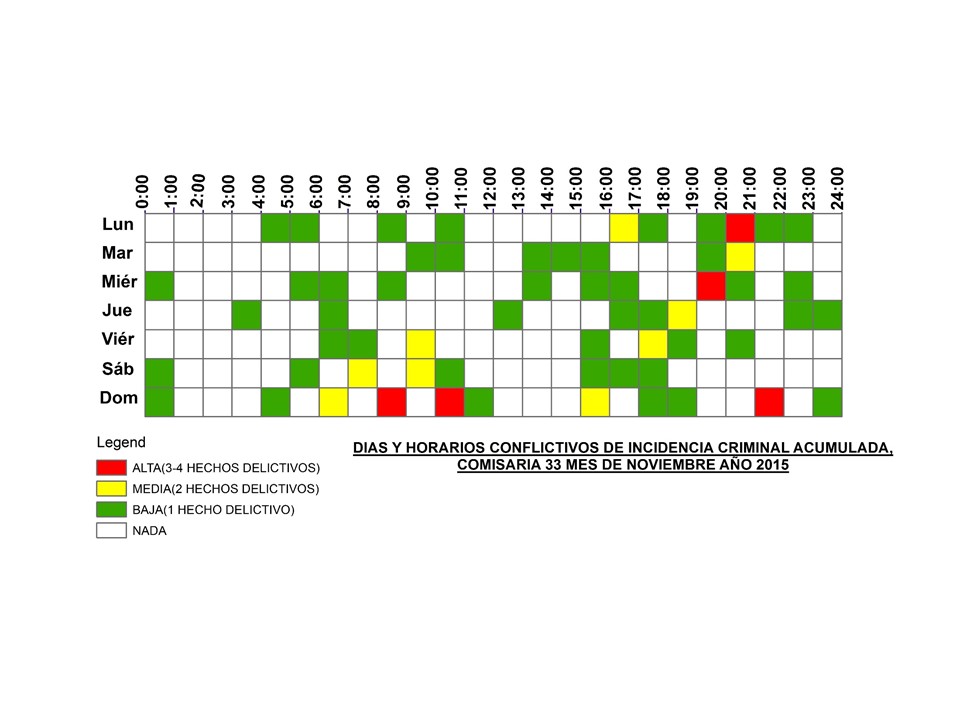 0:00 1:00 2:00 3:00 4:00 5:00 6:00 7:00 8:00 9:00 10:00 11:00 12:00 13:00 14:00 15:00 16:00 17:00 18:00 19:00 20:00 21:00 22:00 23:00 24:00
Lun
Mar
Miér
Jue
Viér
Sáb
Dom
Legend
ALTA(3-4 HECHOS DELICTIVOS)
MEDIA(2 HECHOS DELICTIVOS)
BAJA(1 HECHO DELICTIVO)
NADA
DIAS Y HORARIOS CONFLICTIVOS DE INCIDENCIA CRIMINAL ACUMULADA,
COMISARIA 33 MES DE NOVIEMBRE AÑO 2015